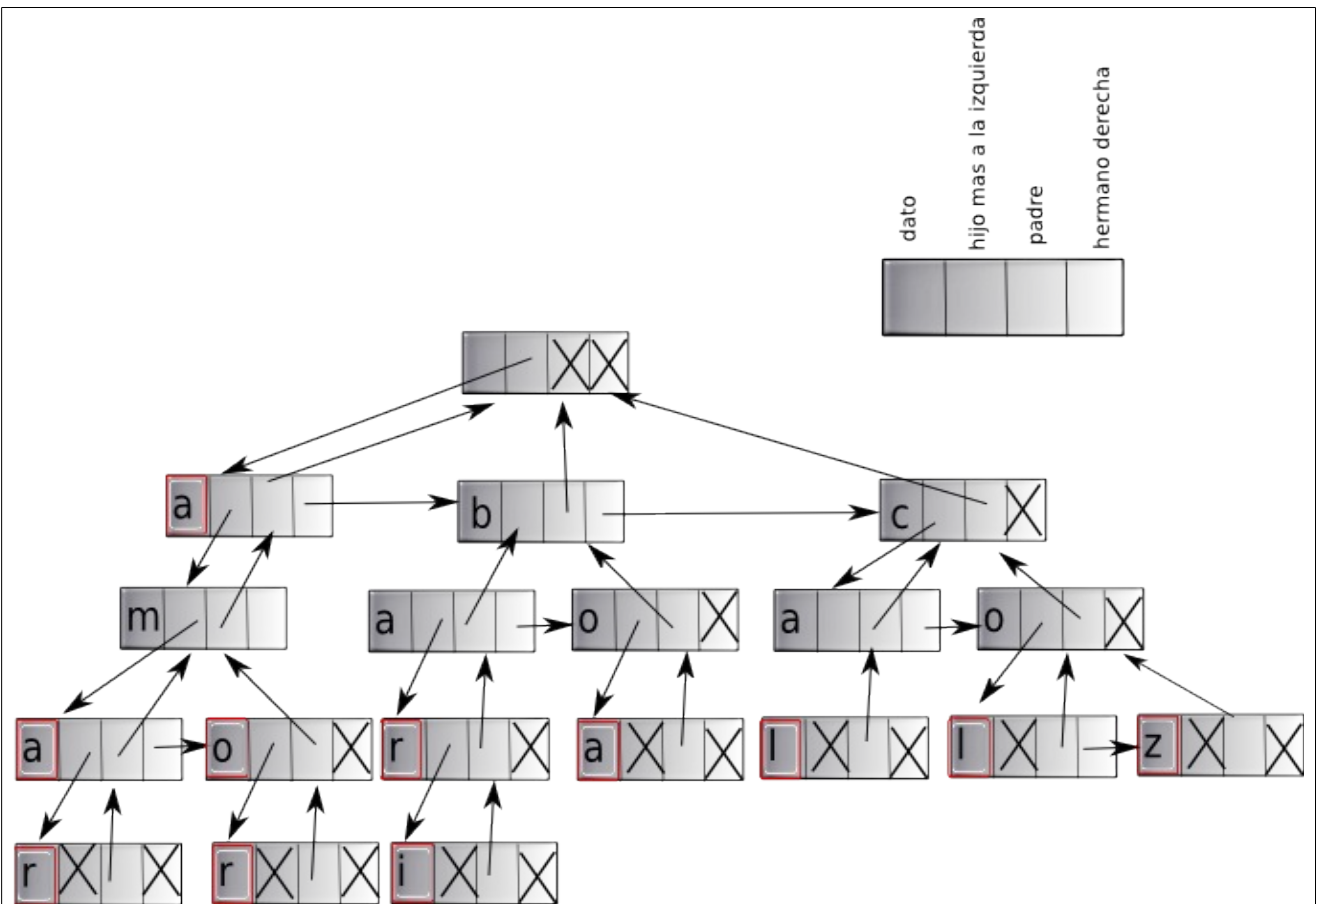 dato
hijo mas a la izquierda
padre
hermano derecha
a
b
c
m
a
o
a
o
a
o
r
a
l
l
z
r
r
i